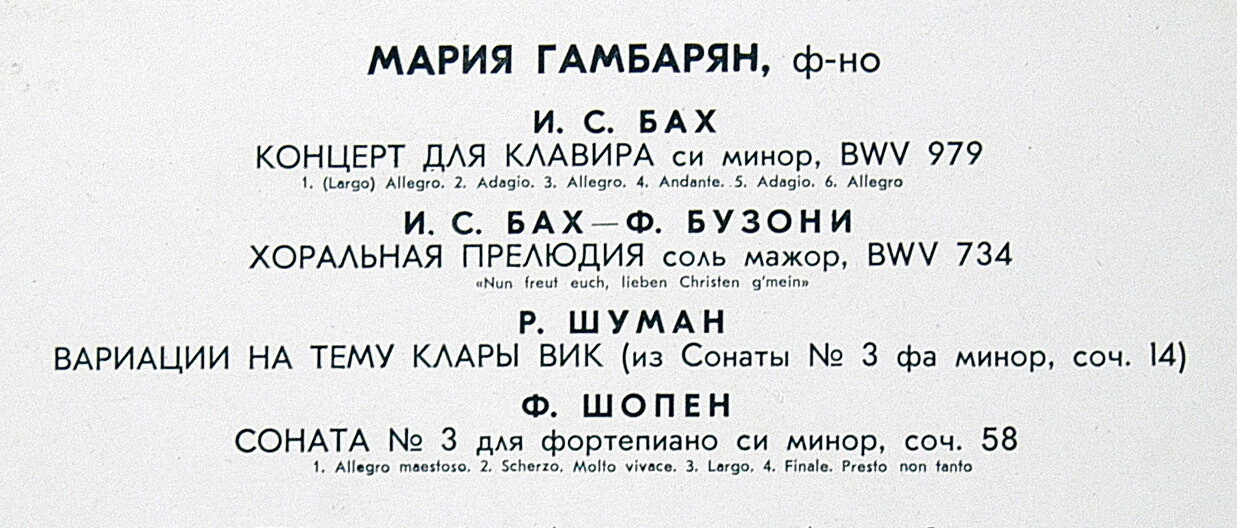 МАРИЯ ГАМБАРЯН, ф-но
И. С. БАХ
КОНЦЕРТ ДЛЯ КЛАВИРА си минор, BWV 979
1. (Largo) Allegro. 2. Adagio. 3. Allegro. 4. Andante. 5. Adagio. 6. Allegro
И. С. БАХ—Ф. БУЗОНИ
ХОРАЛЬНАЯ ПРЕЛЮДИЯ соль мажор, BWV 734
«Nun freut euch, lieben Christen g'mein»
Р. ШУМАН
ВАРИАЦИИ НА ТЕМУ КЛАРЫ ВИК (из Сонаты № 3 фа минор, соч. 14)
Ф. ШОПЕН
СОНАТА № 3 для фортепиано си минор, соч. 58
1. Allegro maestoso. 2. Scherzo. Molto vivace. 3. Largo. 4. Finale. Presto non tanto